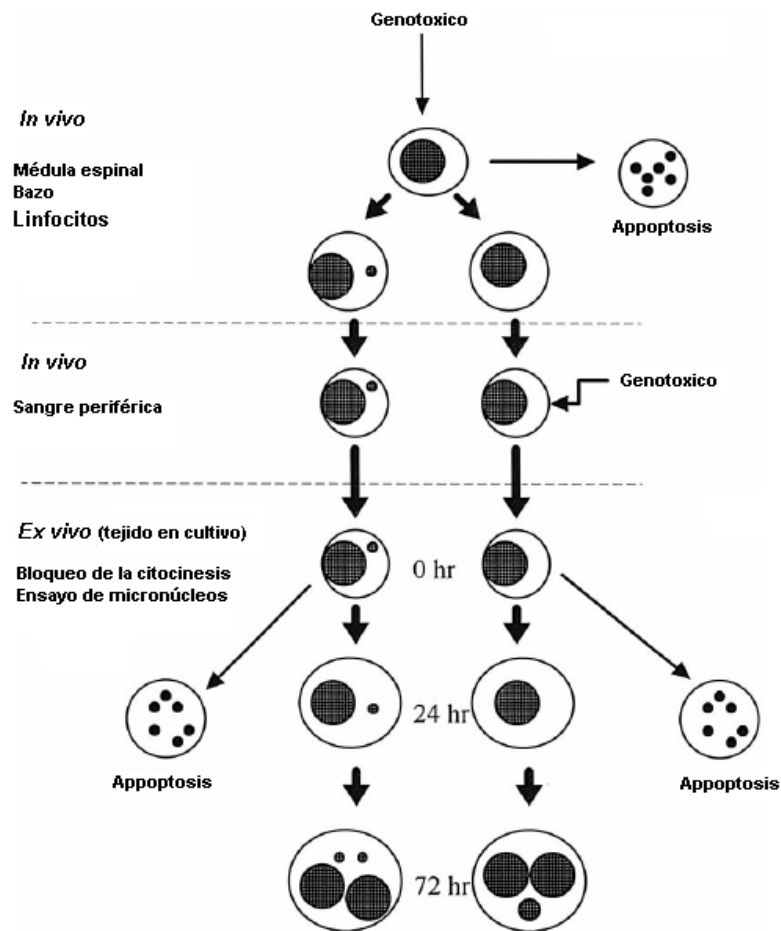 Genotoxico
In vivo
Médula espinal
Bazo
Linfocitos
Appoptosis
In vivo
Genotoxico
Sangre periférica
Ex vivo (tejido en cultivo)
0 hr
Bloqueo de la citocinesis
Ensayo de micronúcleos
24 hr
Appoptosis
Appoptosis
72 hr